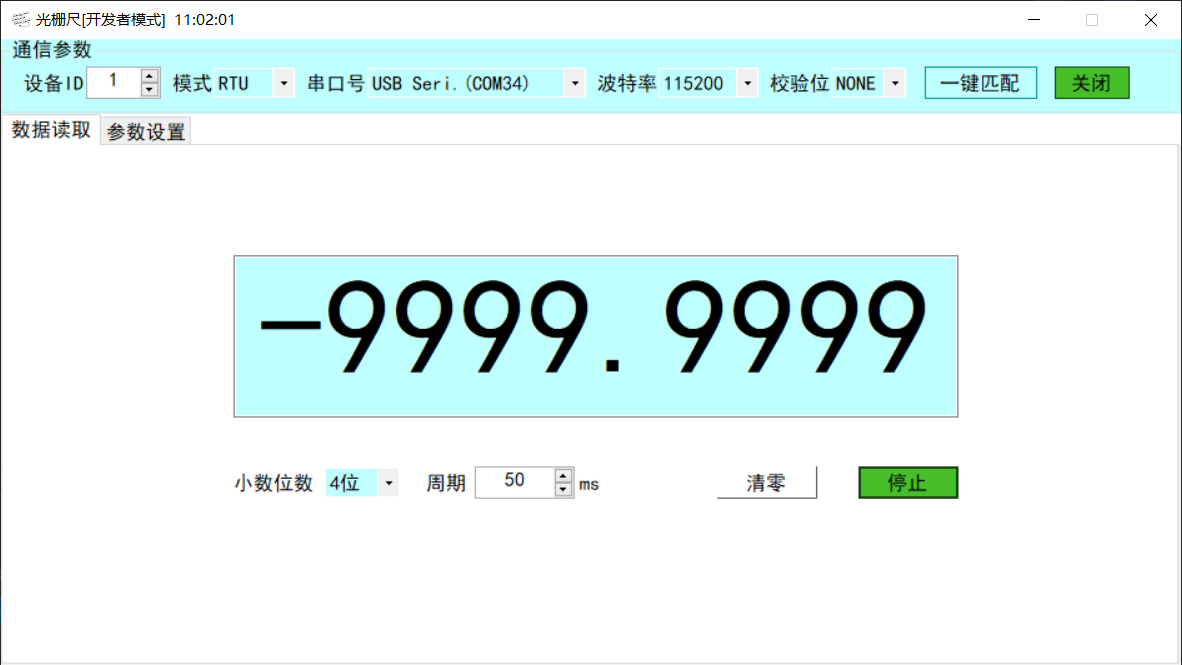 光栅尺[开发者模式] 11:02:01
通信参数
设备ID 1 模式 RTU 串口号 USB Seri.(COM34) 波特率 115200 校验位 NONE 一键匹配 关闭
数据读取 参数设置
-9999.9999
小数位数 4位 周期 50 ms 清零 停止